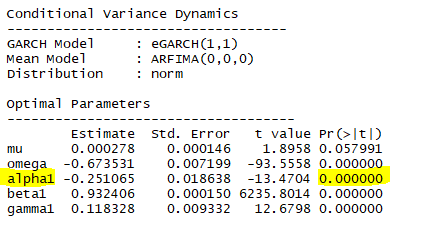 Conditional Variance Dynamics
-----------------------------------
GARCH Model : eGARCH(1,1)
Mean Model : ARFIMA(0,0,0)
Distribution : norm
Optimal Parameters
------------------------------------
Estimate Std. Error t value Pr(>|t|)
mu 0.000278 0.000146 1.8958 0.057991
omega -0.673531 0.007199 -93.5558 0.000000
alpha1 -0.251065 0.018638 -13.4704 0.000000
beta1 0.932406 0.000150 6235.8014 0.000000
gamma1 0.118328 0.009332 12.6798 0.000000